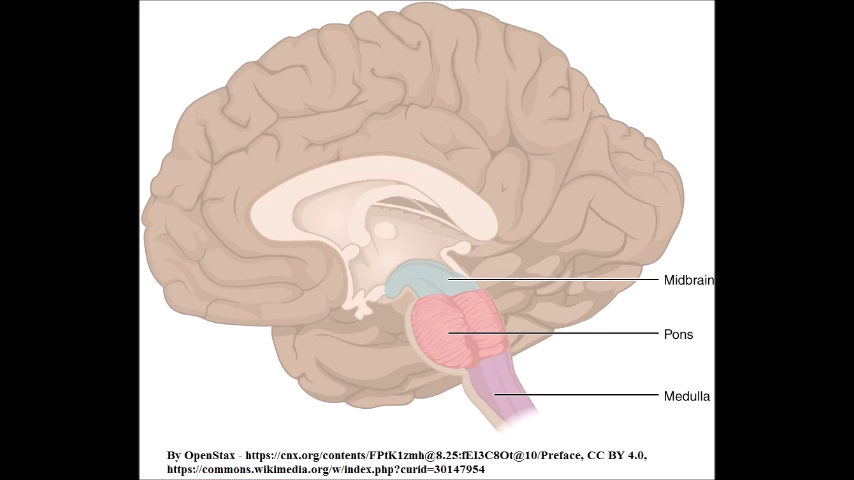 Midbrain
Pons
Medulla
By OpenStax - https://cnx.org/contents/FPtK1zmh@8.25:fEI3C8Ot@10/Preface, CC BY 4.0,
https://commons.wikimedia.org/w/index.php?curid=30147954